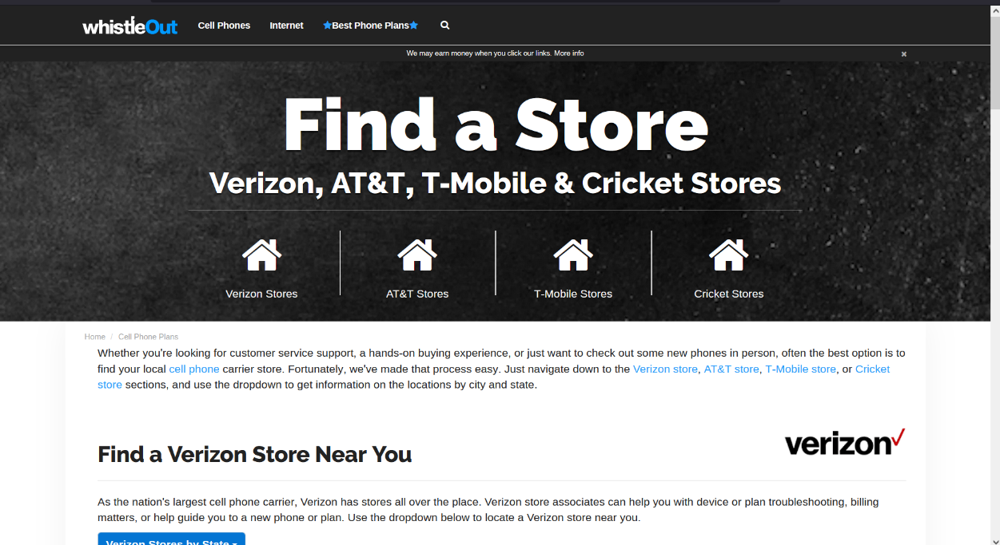 whistleOut Cell Phones Internet Best Phone Plans
We may earn money when you click our links. More info
Find a Store
Verizon, AT&T, T-Mobile & Cricket Stores
Verizon Stores AT&T Stores T-Mobile Stores Cricket Stores
Home / Cell Phone Plans
Whether you're looking for customer service support, a hands-on buying experience, or just want to check out some new phones in person, often the best option is to
find your local cell phone carrier store. Fortunately, we've made that process easy. Just navigate down to the Verizon store, AT&T store, T-Mobile store, or Cricket
store sections, and use the dropdown to get information on the locations by city and state.
verizon
Find a Verizon Store Near You
As the nation's largest cell phone carrier, Verizon has stores all over the place. Verizon store associates can help you with device or plan troubleshooting, billing
matters, or help guide you to a new phone or plan. Use the dropdown below to locate a Verizon store near you.
Verizon Stores by State